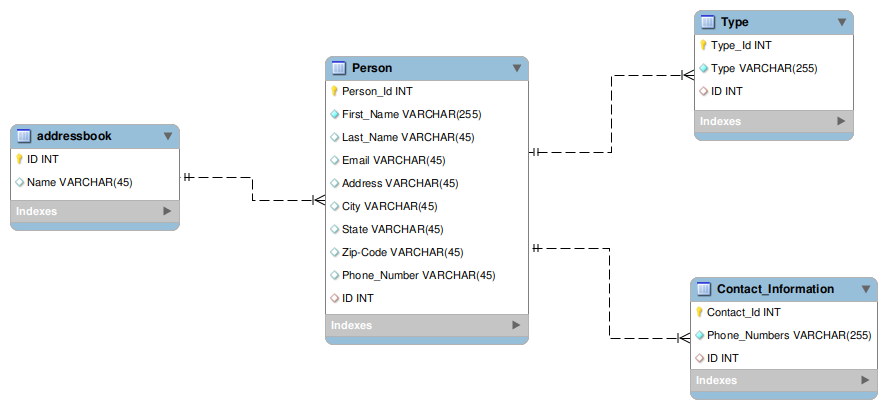 addressbook
ID INT
Name VARCHAR(45)
Indexes
Person
Person_Id INT
First_Name VARCHAR(255)
Last_Name VARCHAR(45)
Email VARCHAR(45)
Address VARCHAR(45)
City VARCHAR(45)
State VARCHAR(45)
Zip-Code VARCHAR(45)
Phone_Number VARCHAR(45)
ID INT
Indexes
Type
Type_Id INT
Type VARCHAR(255)
ID INT
Indexes
Contact_Information
Contact_Id INT
Phone_Numbers VARCHAR(255)
ID INT
Indexes